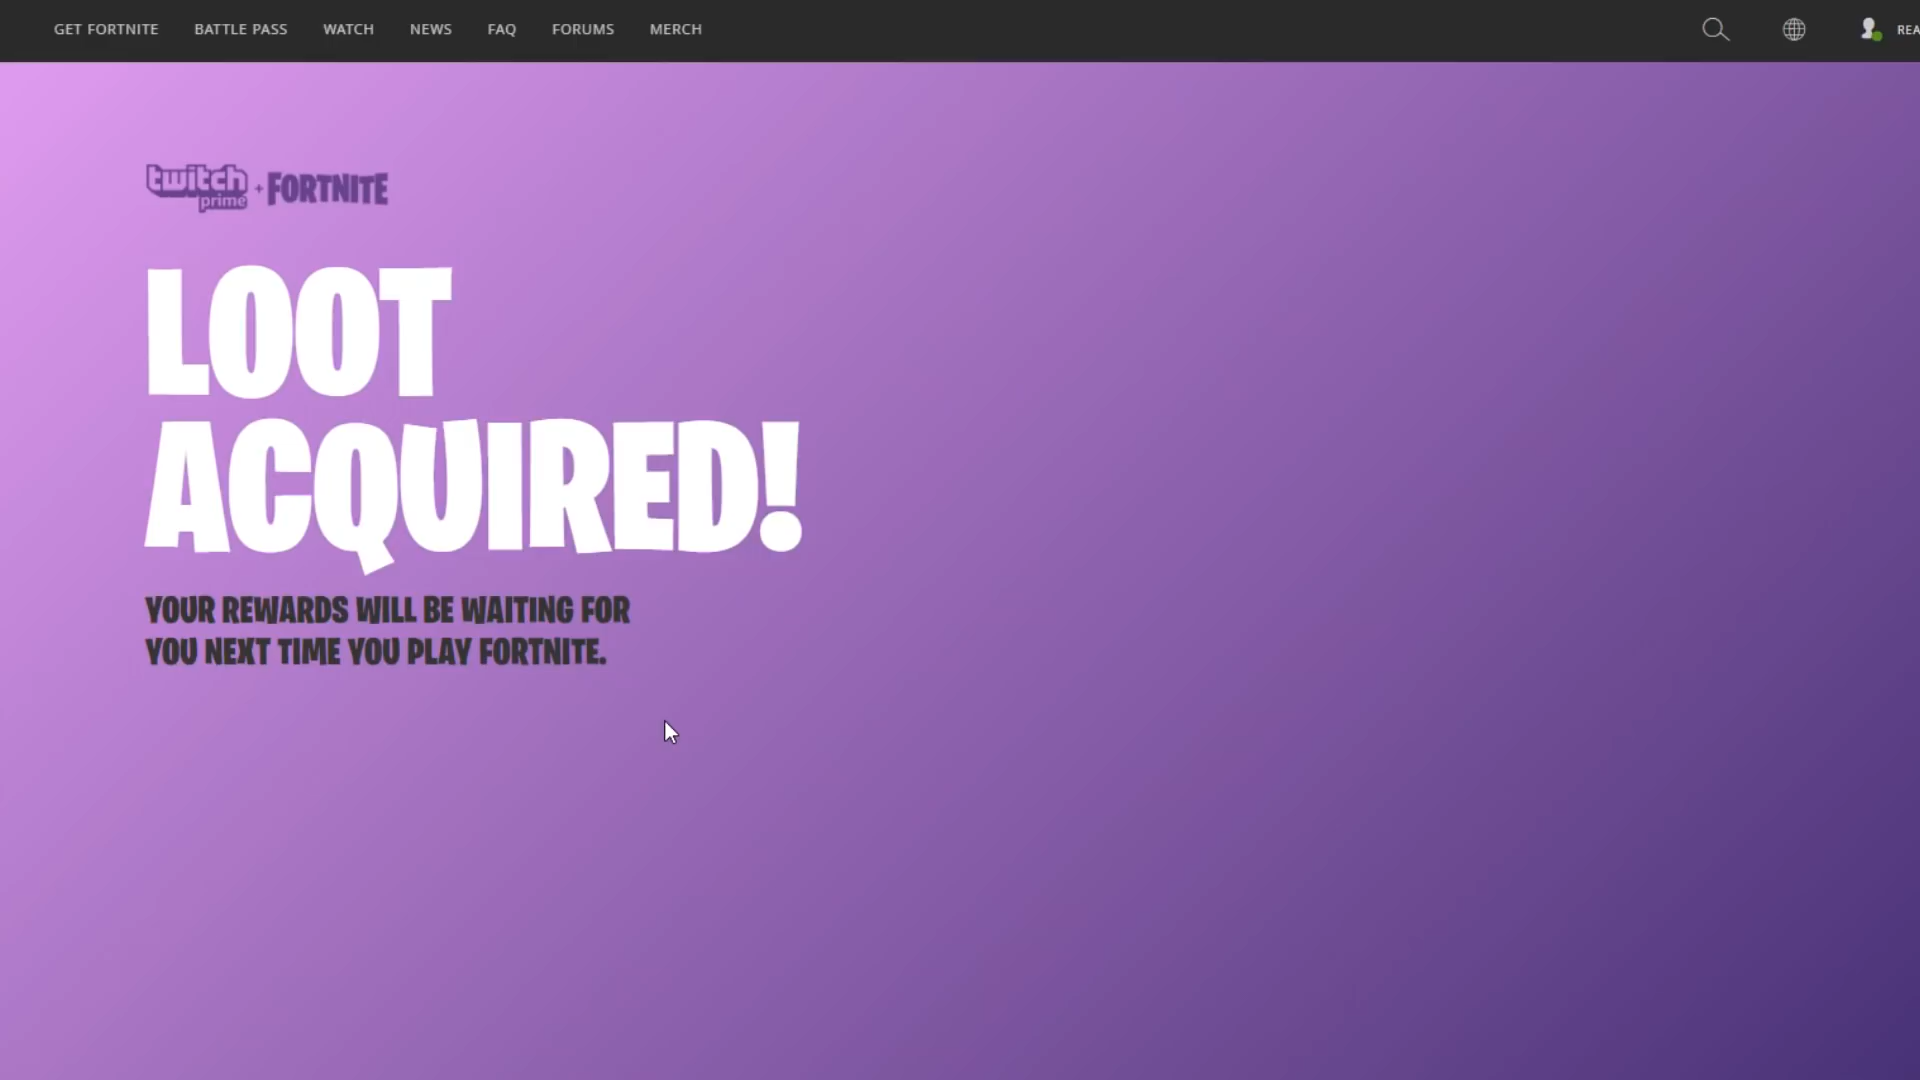 GET FORTNITE BATTLE PASS WATCH NEWS FAQ FORUMS MERCH REA
twitch prime + FORTNITE
LOOT
ACQUIRED!
YOUR REWARDS WILL BE WAITING FOR
YOU NEXT TIME YOU PLAY FORTNITE.